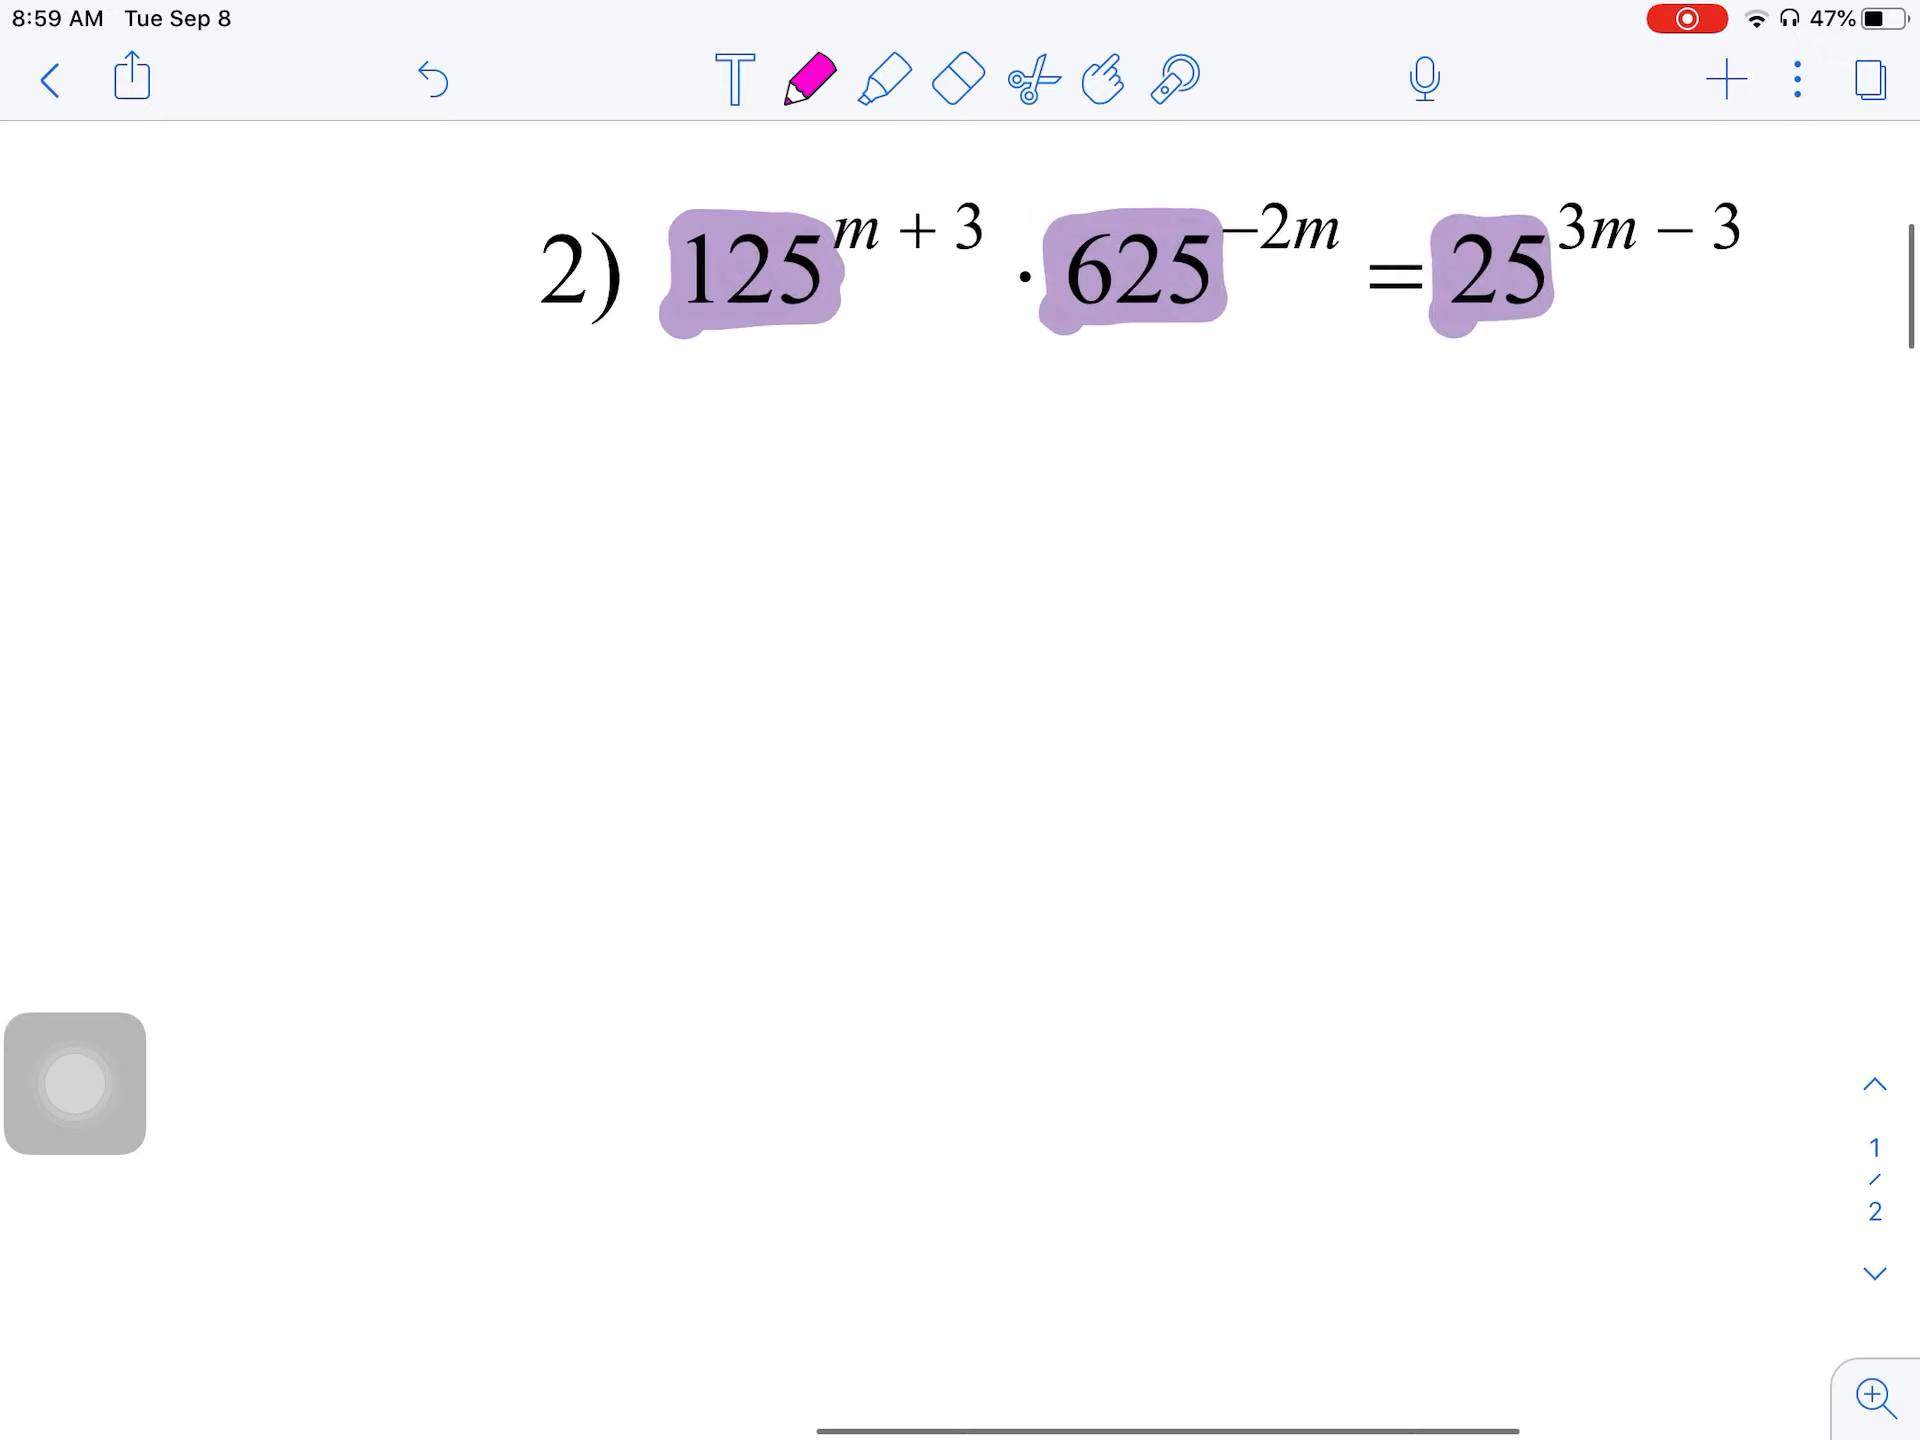 8:59 AM Tue Sep 8 47%
T
2) 125^{m + 3} · 625^{−2m} = 25^{3m − 3}
1
/
2